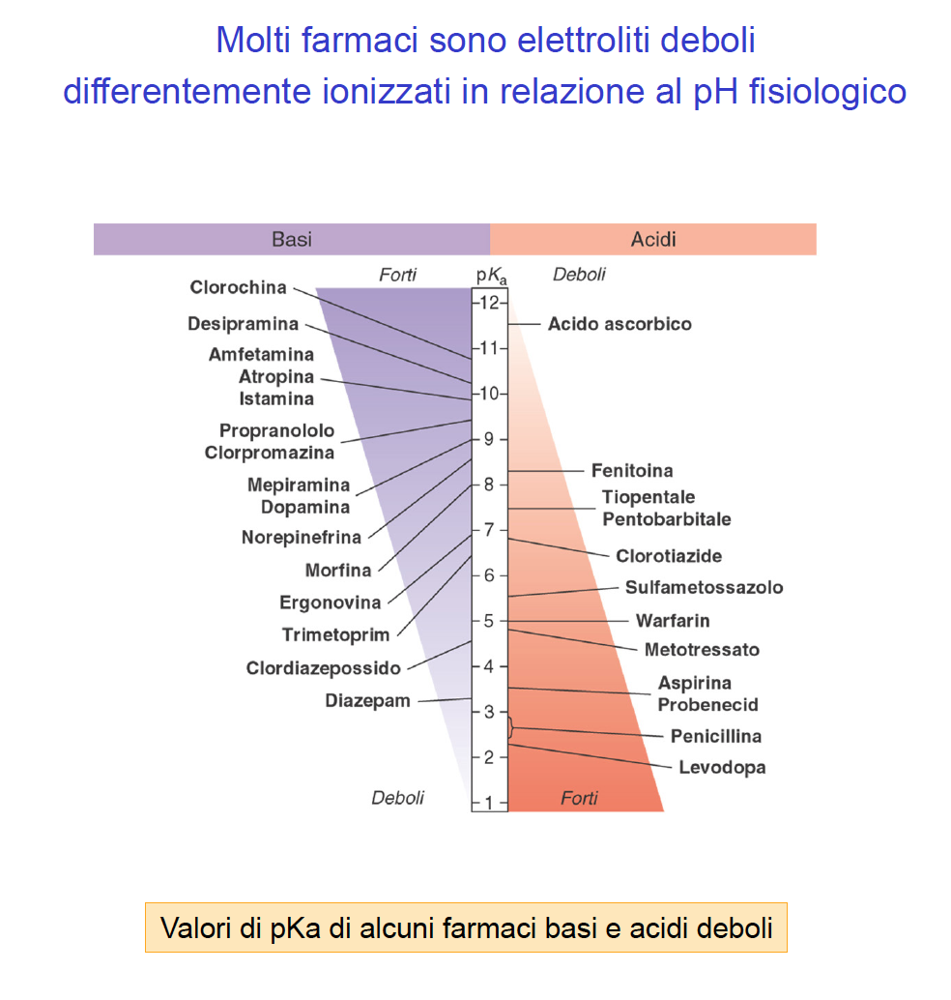 Molti farmaci sono elettroliti deboli
differentemente ionizzati in relazione al pH fisiologico
Basi
Acidi
Forti
pKa
Deboli
Clorochina
Desipramina
Amfetamina
Atropina
Istamina
Propranololo
Clorpromazina
Mepiramina
Dopamina
Norepinefrina
Morfina
Ergonovina
Trimetoprim
Clordiazepossido
Diazepam
Deboli
12
11
10
9
8
7
6
5
4
3
2
1
Acido ascorbico
Fenitoina
Tiopentale
Pentobarbitale
Clorotiazide
Sulfametossazolo
Warfarin
Metotressato
Aspirina
Probenecid
Penicillina
Levodopa
Forti
Valori di pKa di alcuni farmaci basi e acidi deboli